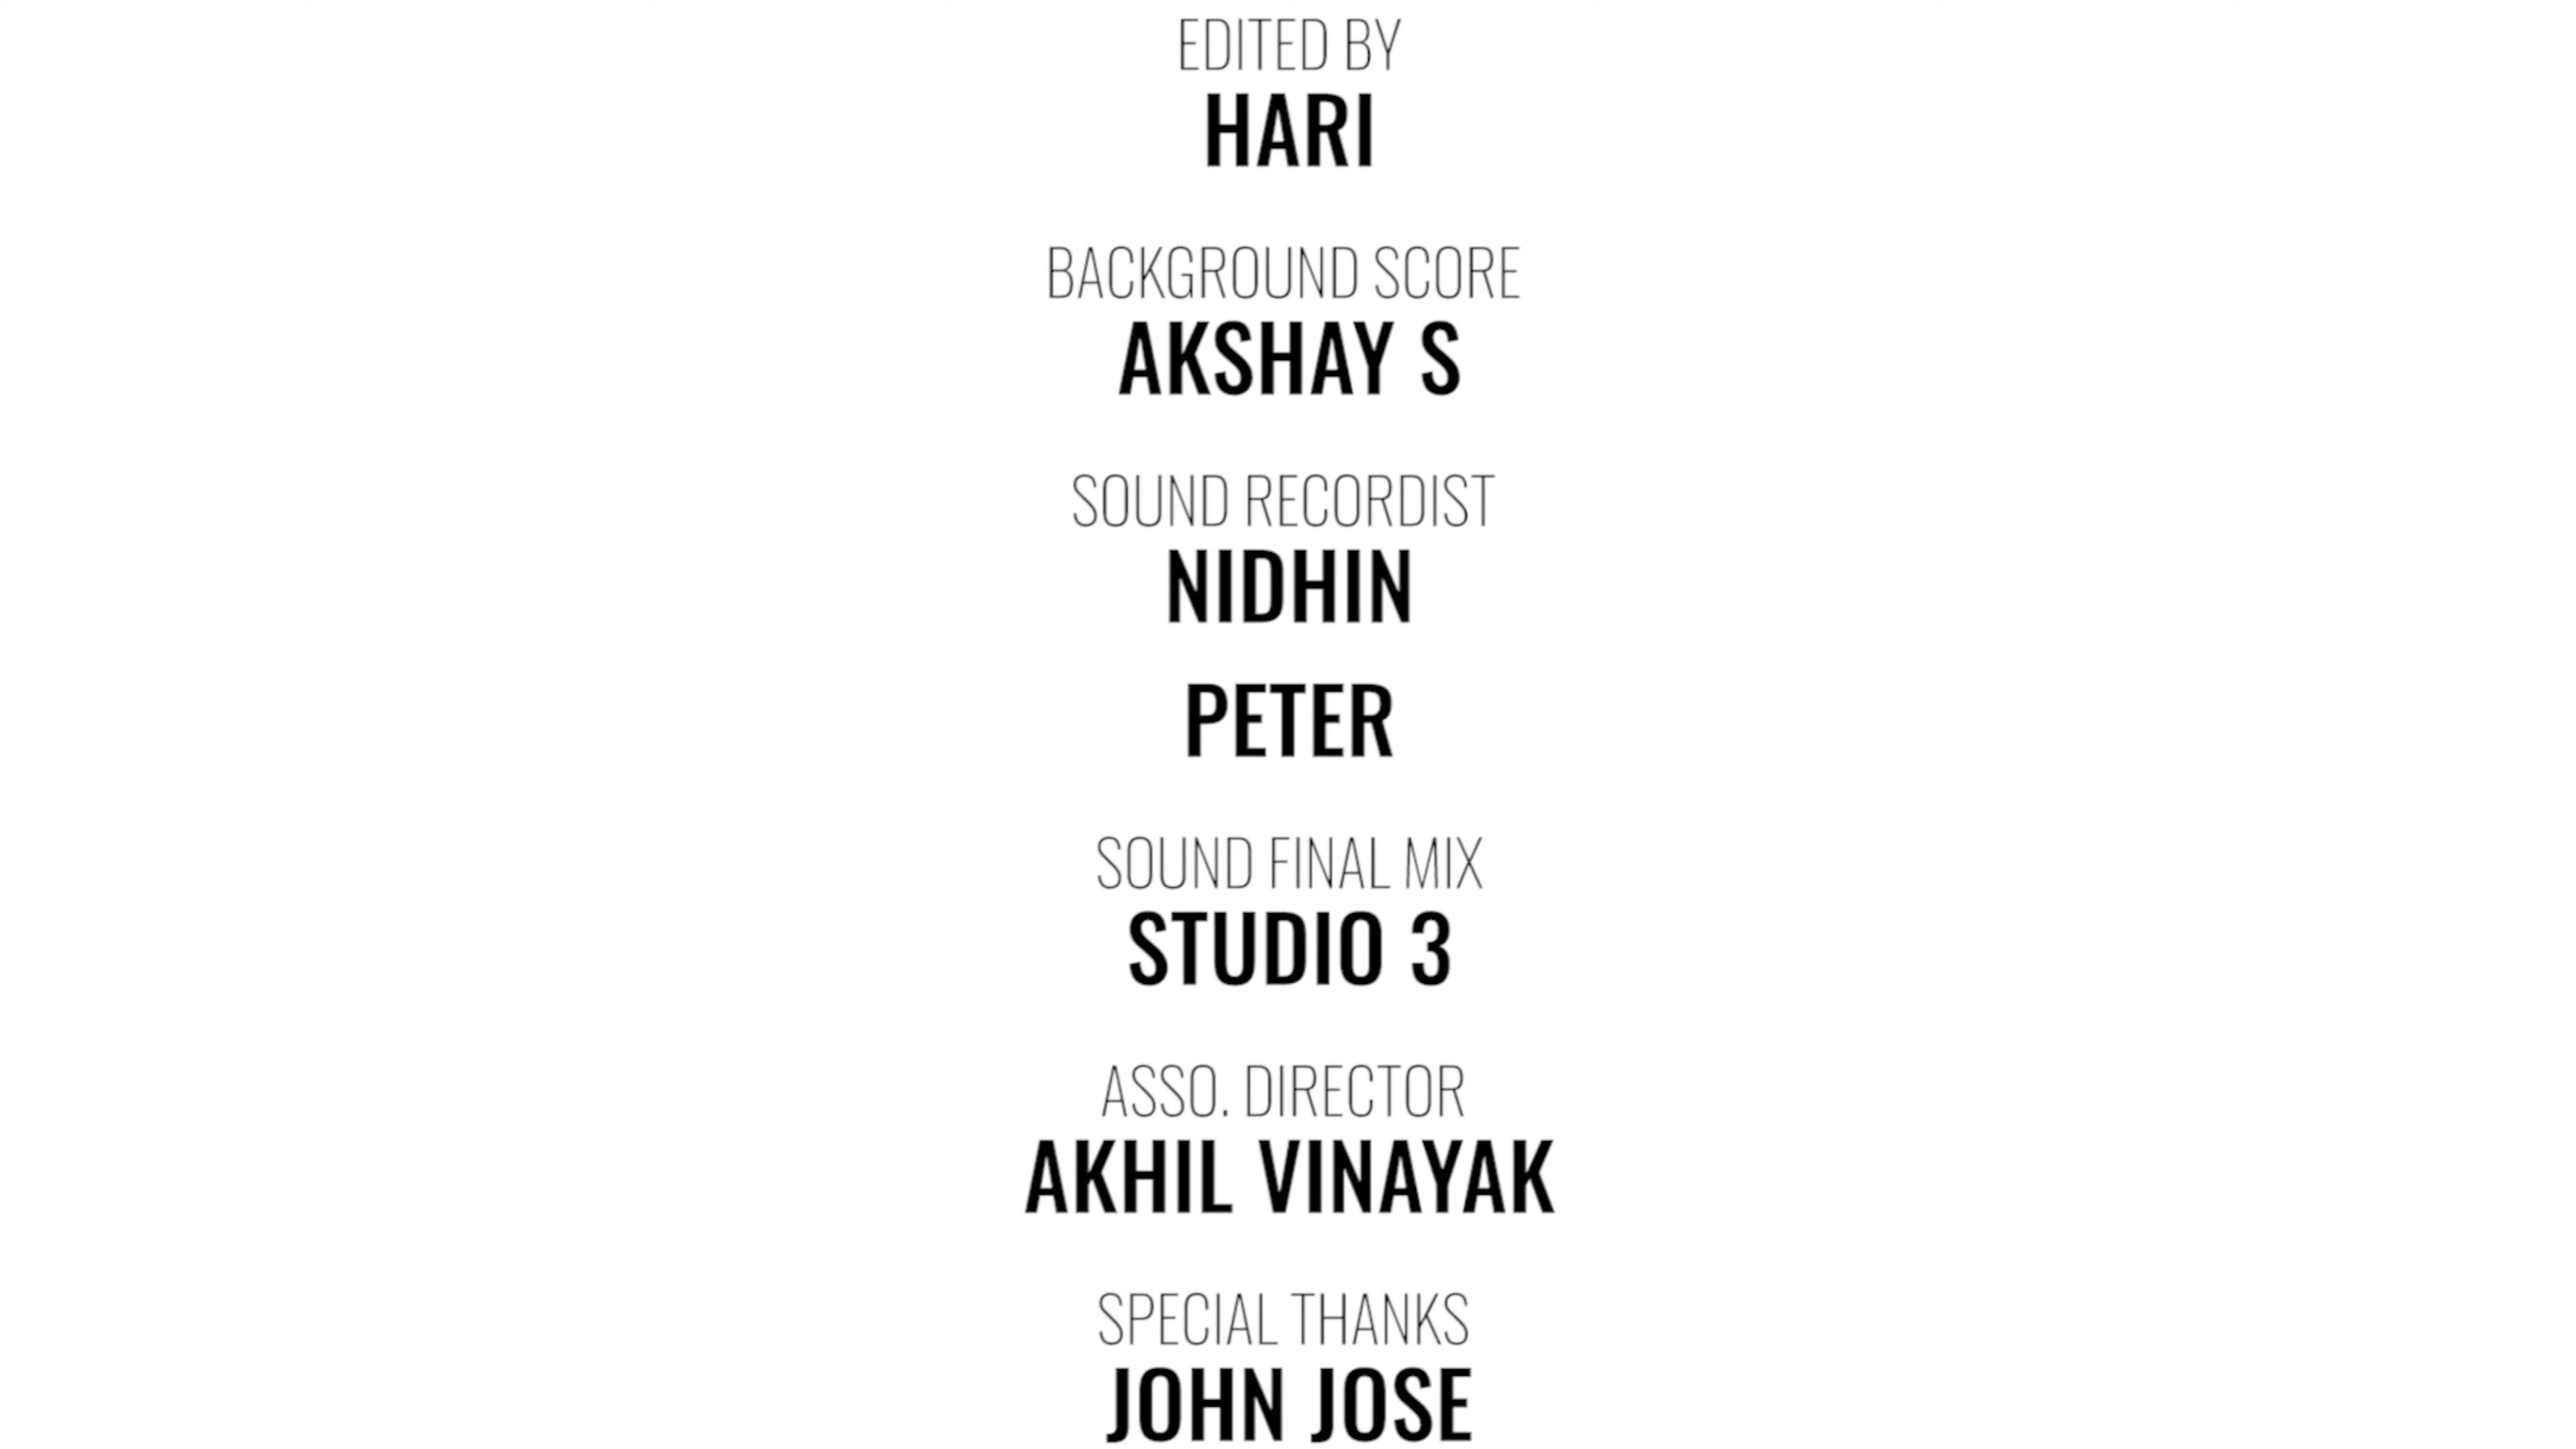 EDITED BY
HARI
BACKGROUND SCORE
AKSHAY S
SOUND RECORDIST
NIDHIN
PETER
SOUND FINAL MIX
STUDIO 3
ASSO. DIRECTOR
AKHIL VINAYAK
SPECIAL THANKS
JOHN JOSE